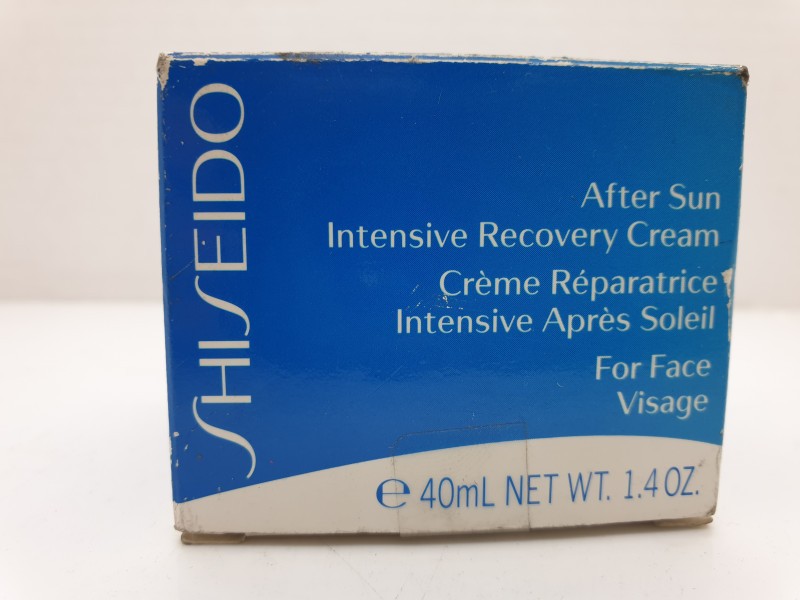 SHISEIDO
After Sun
Intensive Recovery Cream
Crème Réparatrice
Intensive Après Soleil
For Face
Visage
℮ 40mL NET WT. 1.4 OZ.